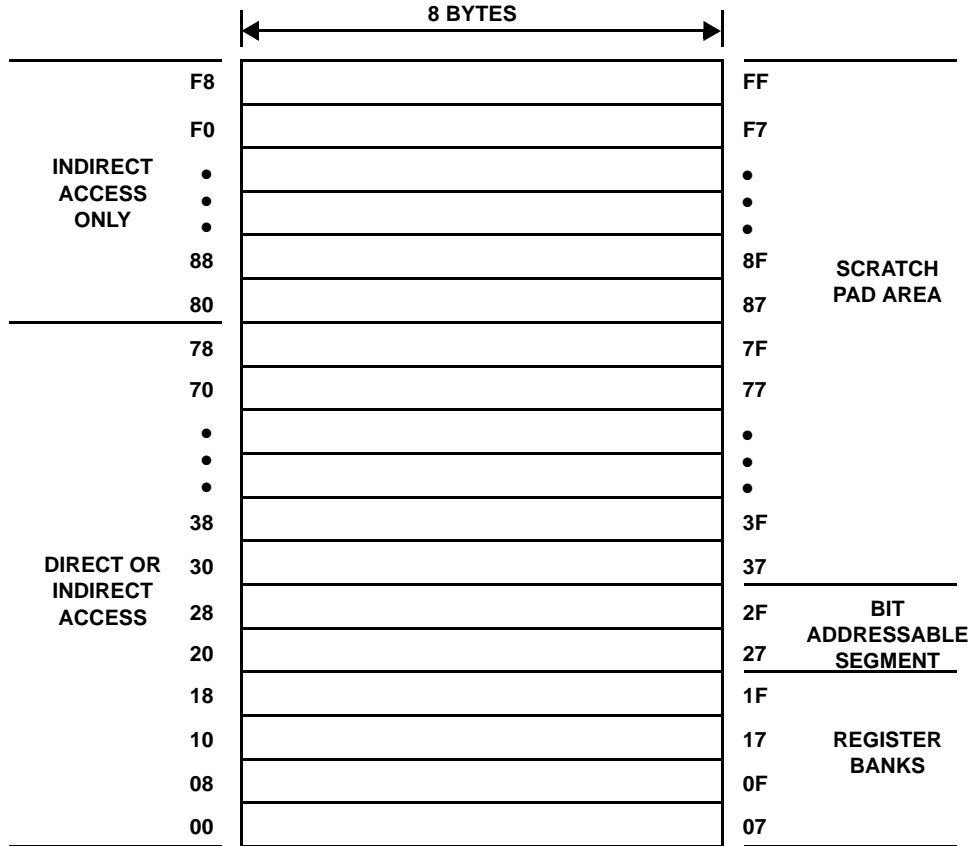 8 BYTES
F8 FF
F0 F7
INDIRECT
ACCESS
ONLY
88 8F
80 87
SCRATCH
PAD AREA
78 7F
70 77
38 3F
30 37
DIRECT OR
INDIRECT
ACCESS
28 2F
20 27
BIT
ADDRESSABLE
SEGMENT
18 1F
10 17
08 0F
00 07
REGISTER
BANKS